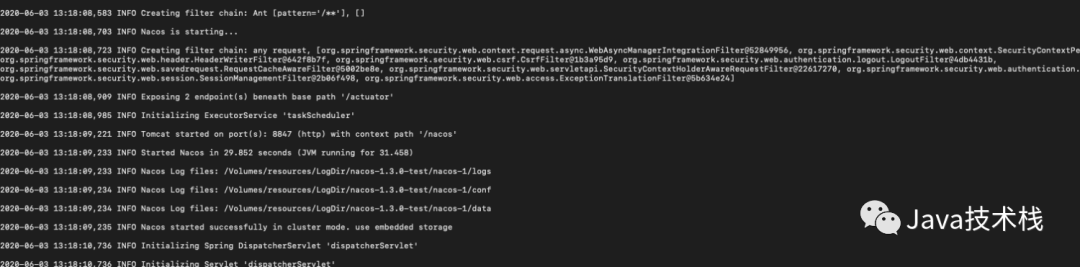 2020-06-03 13:18:08,583 INFO Creating filter chain: Ant [pattern='/**'], []
2020-06-03 13:18:08,703 INFO Nacos is starting...
2020-06-03 13:18:08,723 INFO Creating filter chain: any request, [org.springframework.security.web.context.request.async.WebAsyncManagerIntegrationFilter@52849956, org.springframework.security.web.context.SecurityContextPe
org.springframework.security.web.header.HeaderWriterFilter@642f8b7f, org.springframework.security.web.csrf.CsrfFilter@1b3a95d9, org.springframework.security.web.authentication.logout.LogoutFilter@4db4431b,
org.springframework.security.web.savedrequest.RequestCacheAwareFilter@5002be8e, org.springframework.security.web.servletapi.SecurityContextHolderAwareRequestFilter@22617270, org.springframework.security.web.authentication.
org.springframework.security.web.session.SessionManagementFilter@2b06f498, org.springframework.security.web.access.ExceptionTranslationFilter@5b634e24]
2020-06-03 13:18:08,909 INFO Exposing 2 endpoint(s) beneath base path '/actuator'
2020-06-03 13:18:08,985 INFO Initializing ExecutorService 'taskScheduler'
2020-06-03 13:18:09,221 INFO Tomcat started on port(s): 8847 (http) with context path '/nacos'
2020-06-03 13:18:09,233 INFO Started Nacos in 29.852 seconds (JVM running for 31.458)
2020-06-03 13:18:09,233 INFO Nacos Log files: /Volumes/resources/LogDir/nacos-1.3.0-test/nacos-1/logs
2020-06-03 13:18:09,234 INFO Nacos Log files: /Volumes/resources/LogDir/nacos-1.3.0-test/nacos-1/conf
2020-06-03 13:18:09,234 INFO Nacos Log files: /Volumes/resources/LogDir/nacos-1.3.0-test/nacos-1/data
2020-06-03 13:18:09,235 INFO Nacos started successfully in cluster mode. use embedded storage
2020-06-03 13:18:10,736 INFO Initializing Spring DispatcherServlet 'dispatcherServlet'
2020-06-03 13:18:10,736 INFO Initializing Servlet 'dispatcherServlet'
Java技术栈